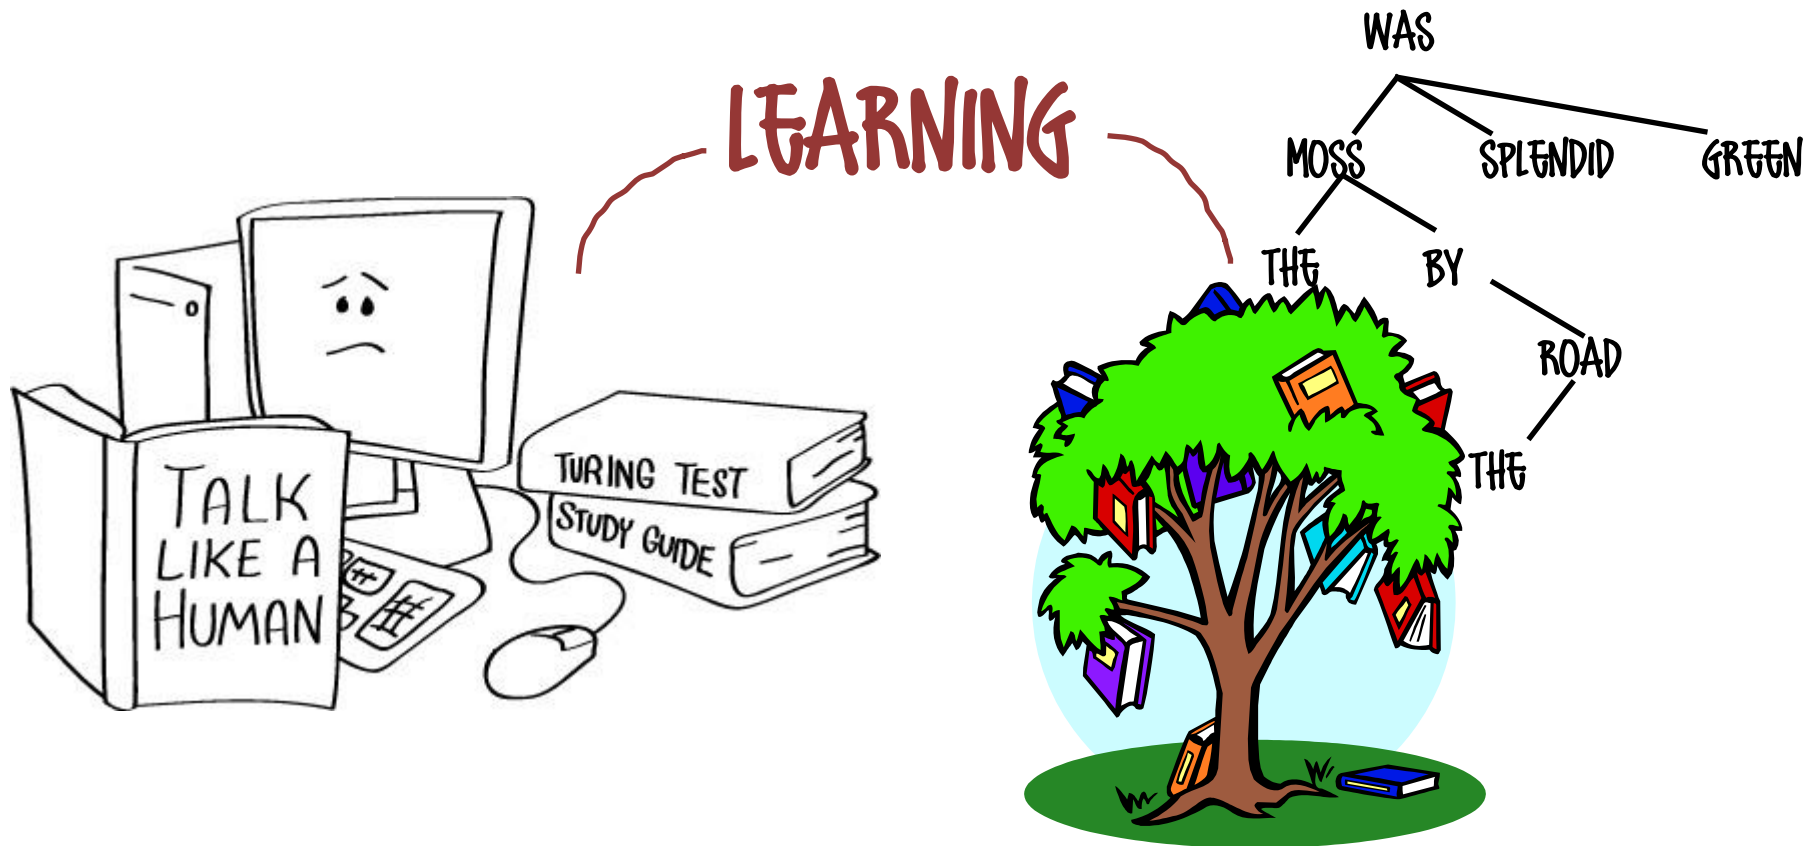 LEARNING
WAS
MOSS SPLENDID GREEN
THE BY
ROAD
THE
TURING TEST
STUDY GUIDE
TALK
LIKE A
HUMAN